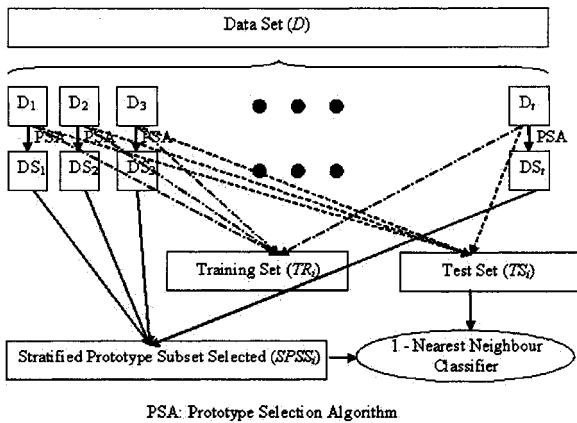 Data Set (D)
D1 D2 D3 Dt
PSA PSA PSA PSA
DS1 DS2 DS3 DSt
Training Set (TRi)
Test Set (TSi)
Stratified Prototype Subset Selected (SPSSi)
1 - Nearest Neighbour
Classifier
PSA: Prototype Selection Algorithm